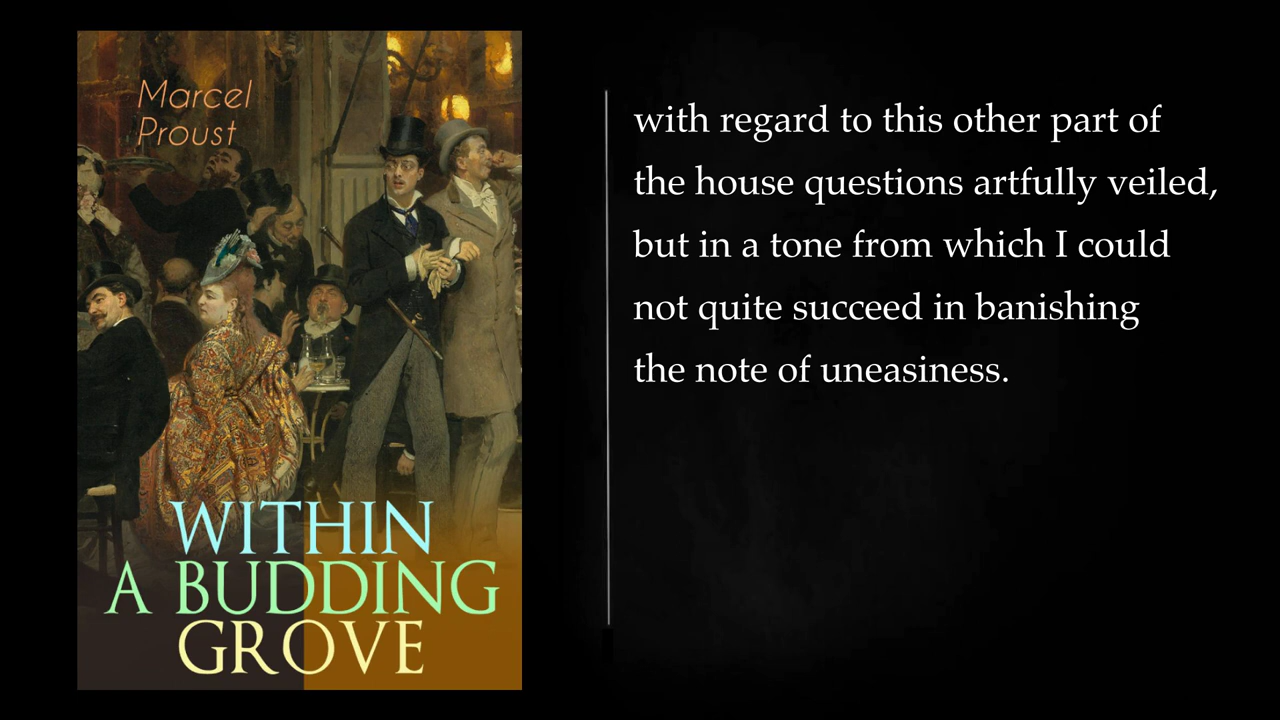 Marcel
Proust
WITHIN
A BUDDING
GROVE
with regard to this other part of
the house questions artfully veiled,
but in a tone from which I could
not quite succeed in banishing
the note of uneasiness.